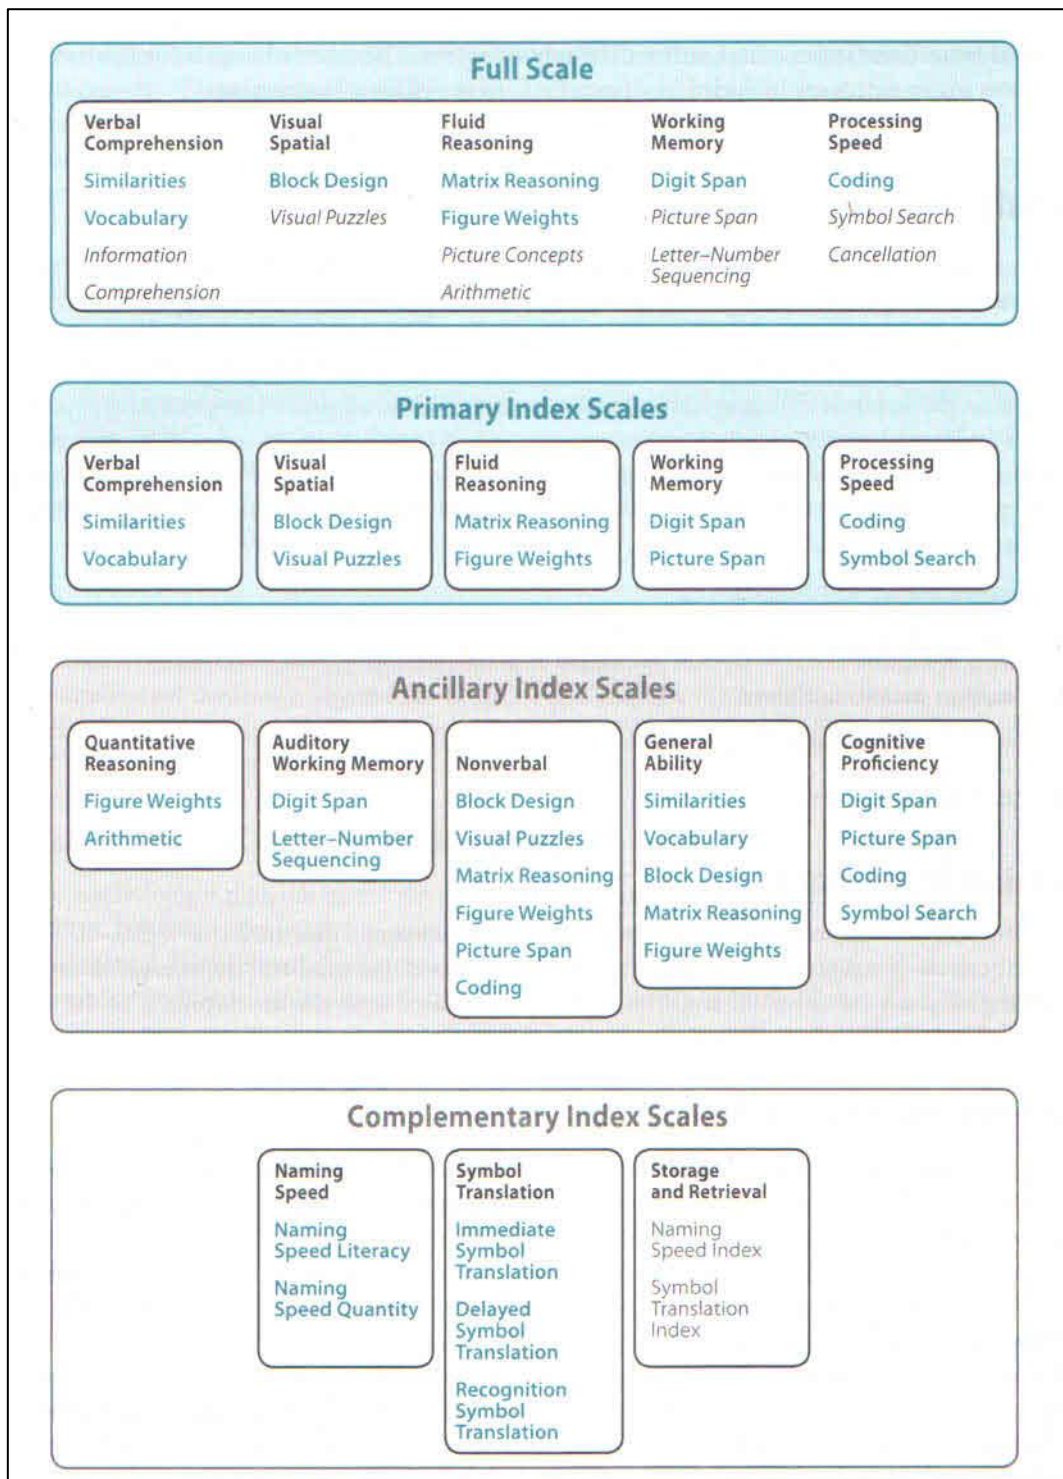 Full Scale
Verbal
Comprehension
Similarities
Vocabulary
Information
Comprehension
Visual
Spatial
Block Design
Visual Puzzles
Fluid
Reasoning
Matrix Reasoning
Figure Weights
Picture Concepts
Arithmetic
Working
Memory
Digit Span
Picture Span
Letter–Number
Sequencing
Processing
Speed
Coding
Symbol Search
Cancellation
Primary Index Scales
Verbal
Comprehension
Similarities
Vocabulary
Visual
Spatial
Block Design
Visual Puzzles
Fluid
Reasoning
Matrix Reasoning
Figure Weights
Working
Memory
Digit Span
Picture Span
Processing
Speed
Coding
Symbol Search
Ancillary Index Scales
Quantitative
Reasoning
Figure Weights
Arithmetic
Auditory
Working Memory
Digit Span
Letter–Number
Sequencing
Nonverbal
Block Design
Visual Puzzles
Matrix Reasoning
Figure Weights
Picture Span
Coding
General
Ability
Similarities
Vocabulary
Block Design
Matrix Reasoning
Figure Weights
Cognitive
Proficiency
Digit Span
Picture Span
Coding
Symbol Search
Complementary Index Scales
Naming
Speed
Naming
Speed Literacy
Naming
Speed Quantity
Symbol
Translation
Immediate
Symbol
Translation
Delayed
Symbol
Translation
Recognition
Symbol
Translation
Storage
and Retrieval
Naming
Speed Index
Symbol
Translation
Index